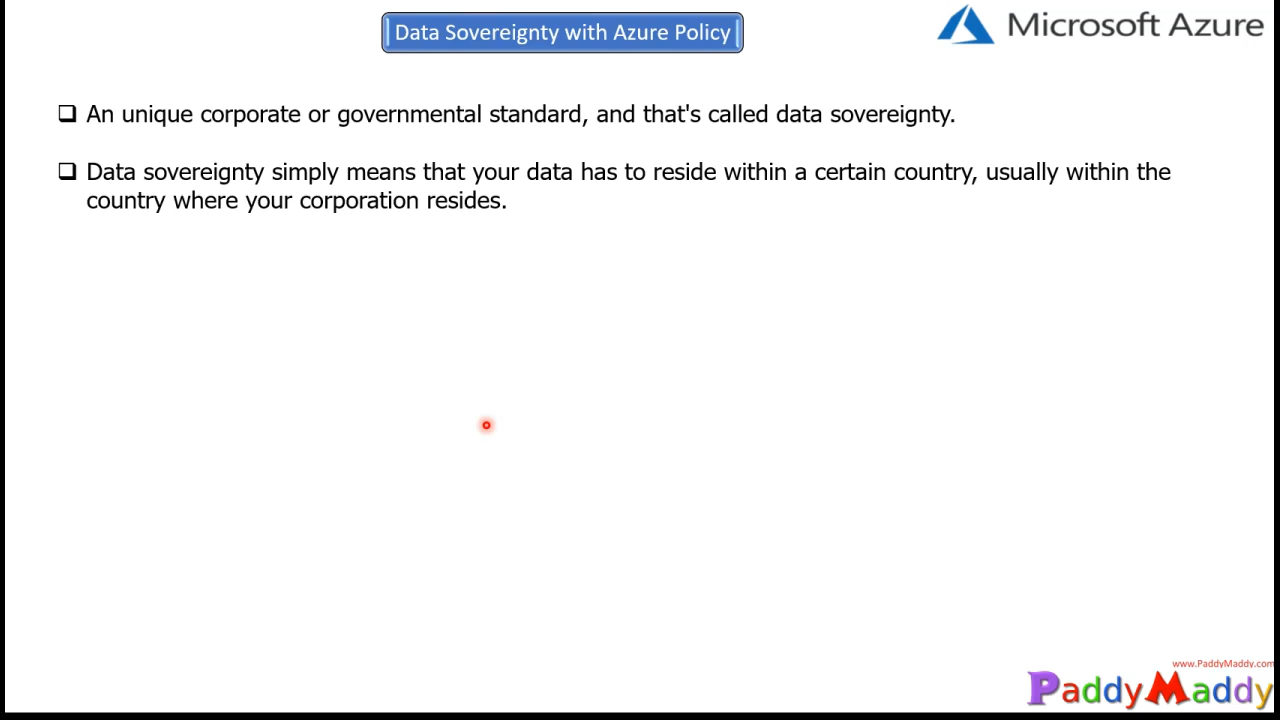 Data Sovereignty with Azure Policy
Microsoft Azure
❑ An unique corporate or governmental standard, and that's called data sovereignty.
❑ Data sovereignty simply means that your data has to reside within a certain country, usually within the
country where your corporation resides.
www.PaddyMaddy.com
PaddyMaddy